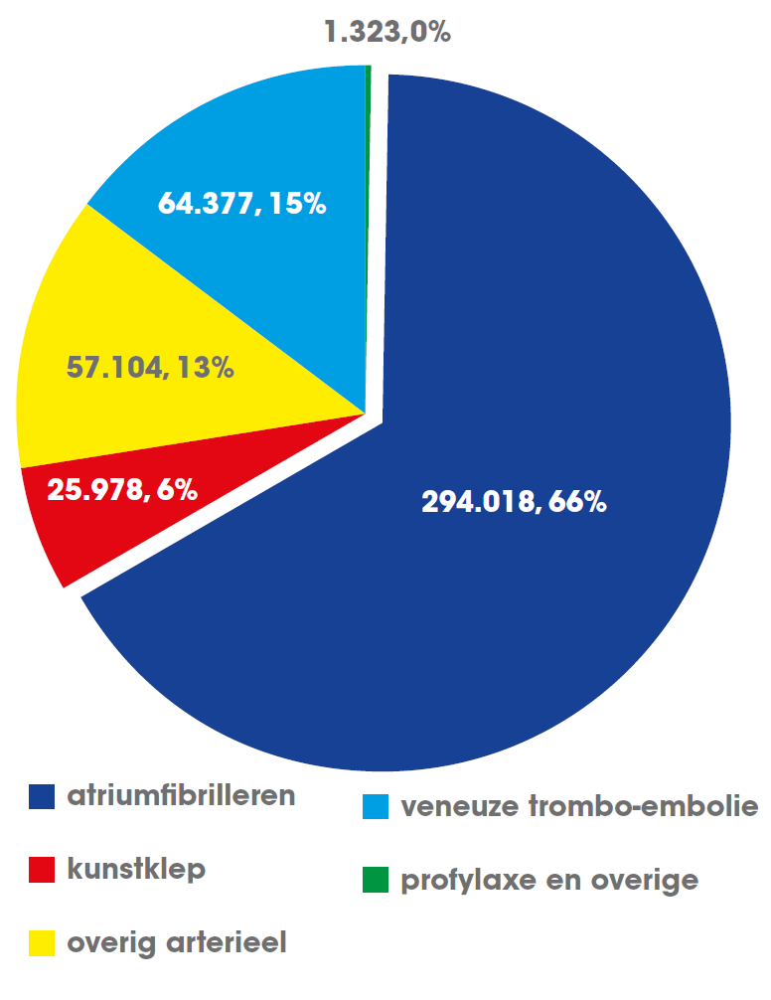 1.323,0%
64.377, 15%
57.104, 13%
25.978, 6%
294.018, 66%
atriumfibrilleren
kunstklep
overig arterieel
veneuze trombo-embolie
profylaxe en overige